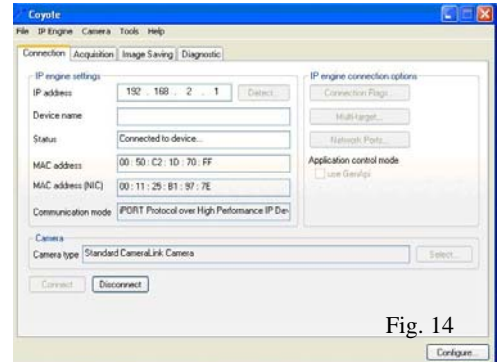 Coyote
File IP Engine Camera Tools Help
Connection Acquisition Image Saving Diagnostic
IP engine settings
IP address 192 . 168 . 2 . 1 Detect...
Device name
Status Connected to device...
MAC address 00 : 50 : C2 : 1D : 70 : FF
MAC address (NIC) 00 : 11 : 25 : B1 : 97 : 7E
Communication mode iPORT Protocol over High Performance IP Dev
IP engine connection options
Connection Flags...
Multi-target...
Network Ports...
Application control mode
use GenApi
Camera
Camera type Standard CameraLink Camera Select...
Connect Disconnect
Fig. 14
Configure...